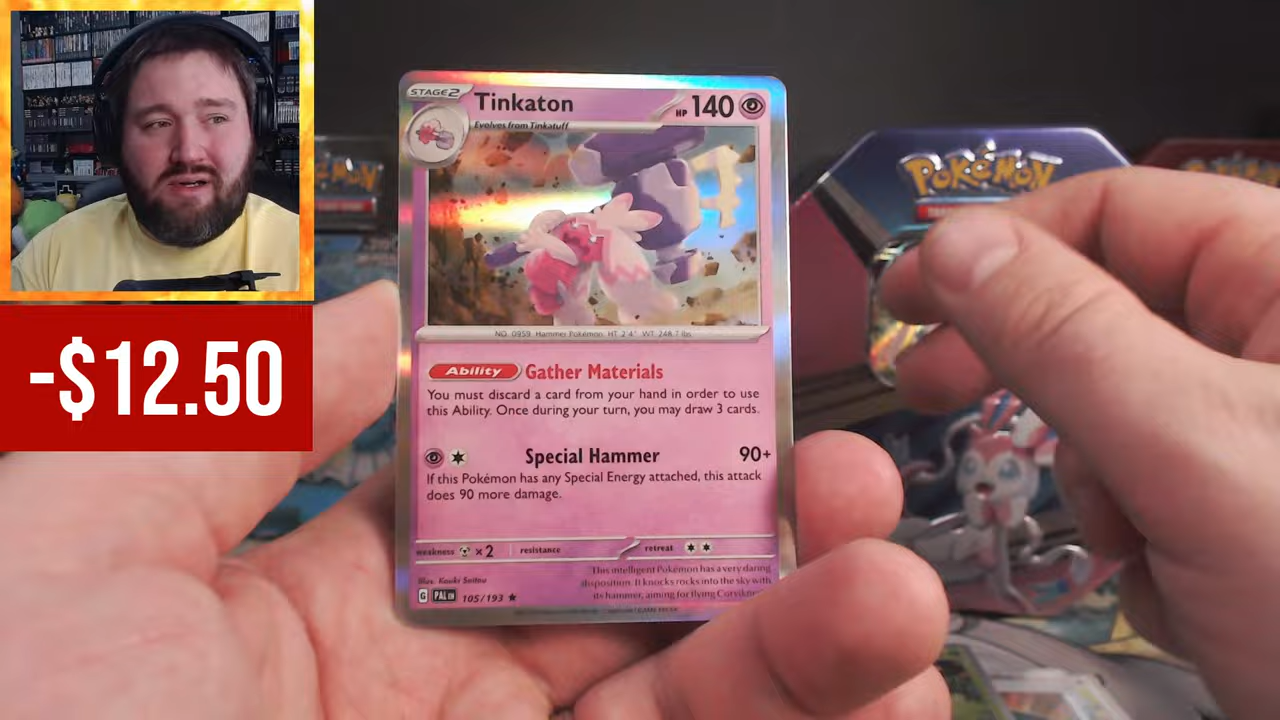 STAGE2
Tinkaton
HP 140
Evolves from Tinkatuff
POKÉMON
NO. 0959 Hammer Pokémon HT 2'4" WT 248.7 lbs
Ability Gather Materials
You must discard a card from your hand in order to use
this Ability. Once during your turn, you may draw 3 cards.
-$12.50
Special Hammer 90+
If this Pokémon has any Special Energy attached, this attack
does 90 more damage.
weakness ×2 resistance retreat
This intelligent Pokémon has a very daring
disposition. It knocks rocks into the sky with
its hammer, aiming for flying
Illus. Kouki Saitou
G PAL EN 105/193